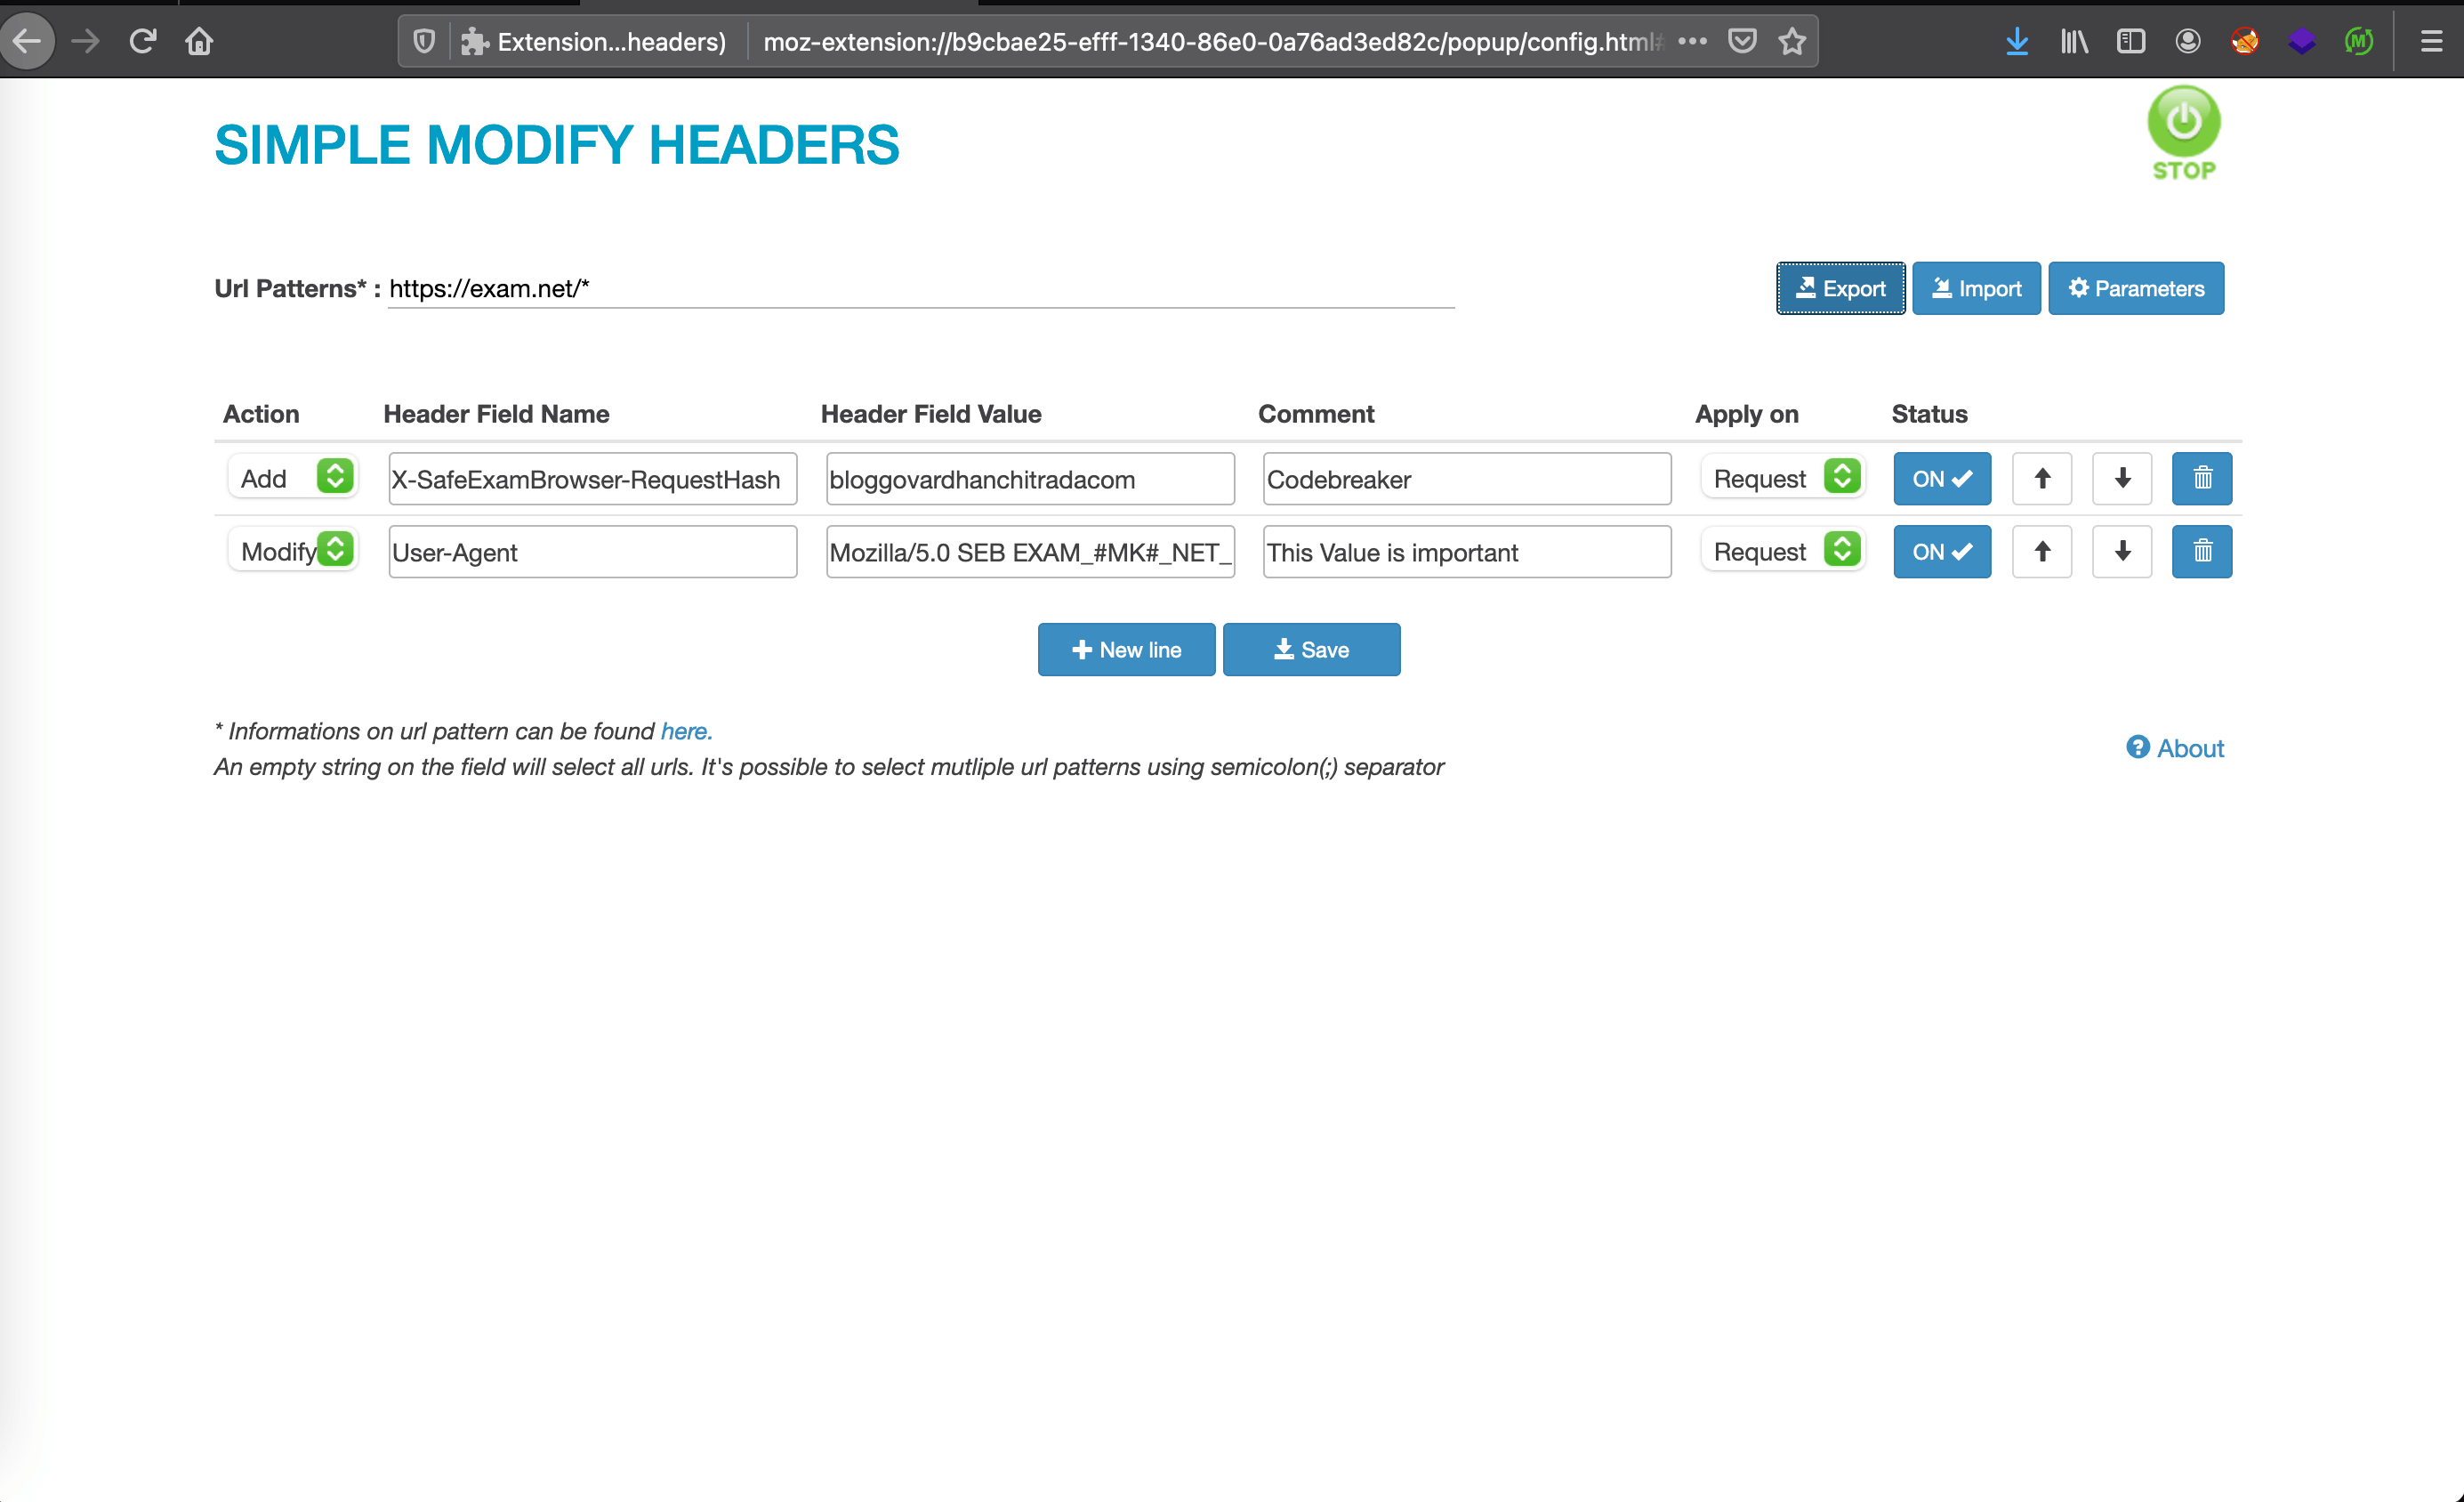 Extension...headers) moz-extension://b9cbae25-efff-1340-86e0-0a76ad3ed82c/popup/config.html#
SIMPLE MODIFY HEADERS
STOP
Url Patterns* : https://exam.net/* Export Import Parameters
Action Header Field Name Header Field Value Comment Apply on Status
Add X-SafeExamBrowser-RequestHash bloggovardhanchitradacom Codebreaker Request ON
Modify User-Agent Mozilla/5.0 SEB EXAM_#MK#_NET_ This Value is important Request ON
New line Save
* Informations on url pattern can be found here.
An empty string on the field will select all urls. It's possible to select mutliple url patterns using semicolon(;) separator
About